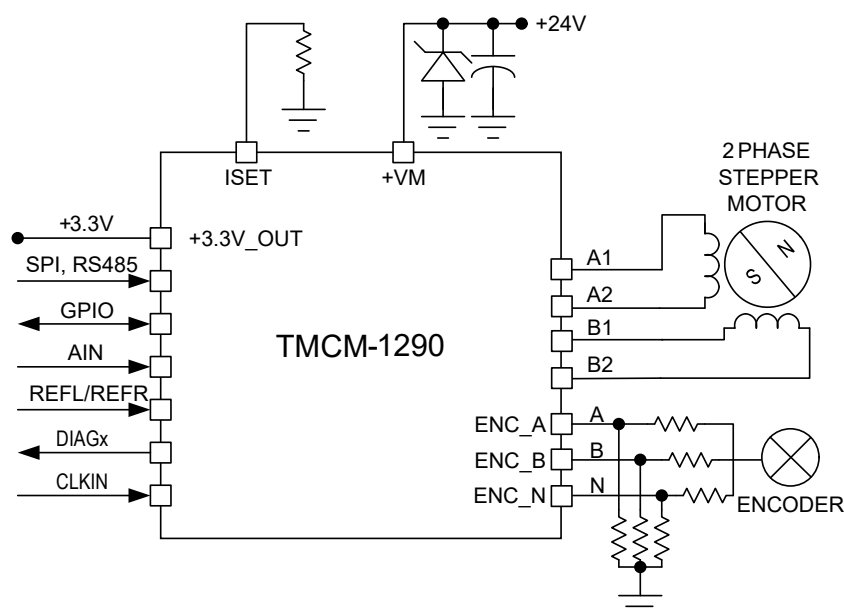 +24V
ISET
+VM
2 PHASE
STEPPER
MOTOR
+3.3V
+3.3V_OUT
SPI, RS485
GPIO
AIN
REFL/REFR
DIAGx
CLKIN
TMCM-1290
A1
A2
B1
B2
S
N
ENC_A
A
ENC_B
B
ENC_N
N
ENCODER